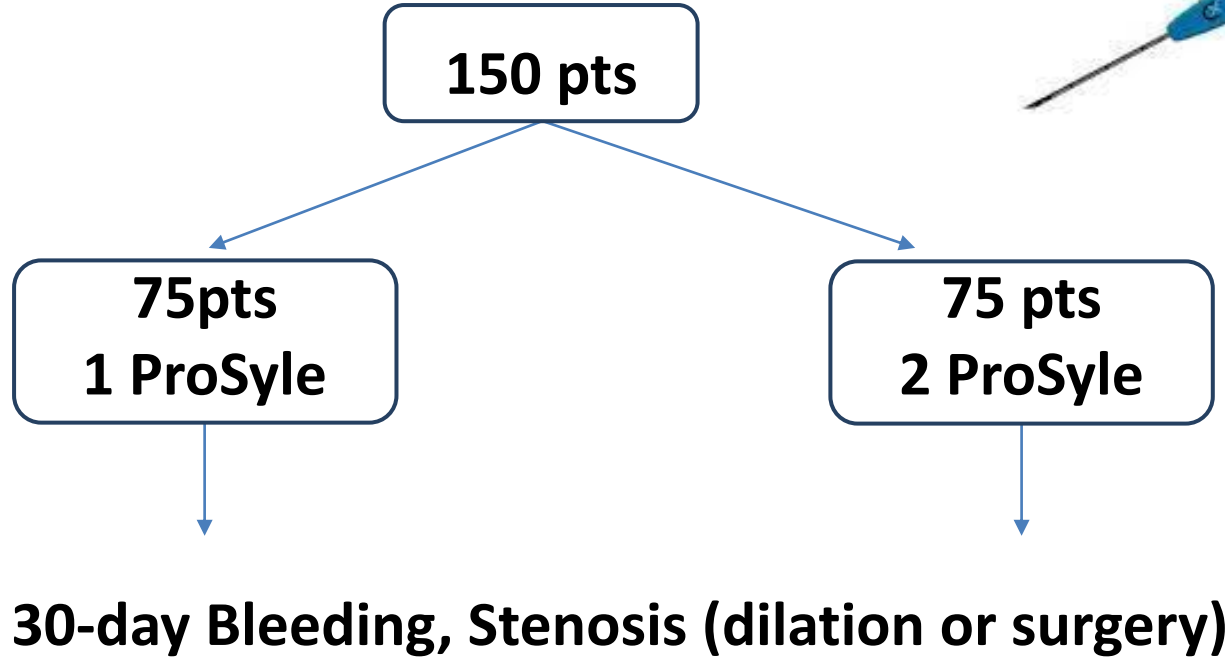 150 pts
75pts
1 ProSyle
75 pts
2 ProSyle
30-day Bleeding, Stenosis (dilation or surgery)